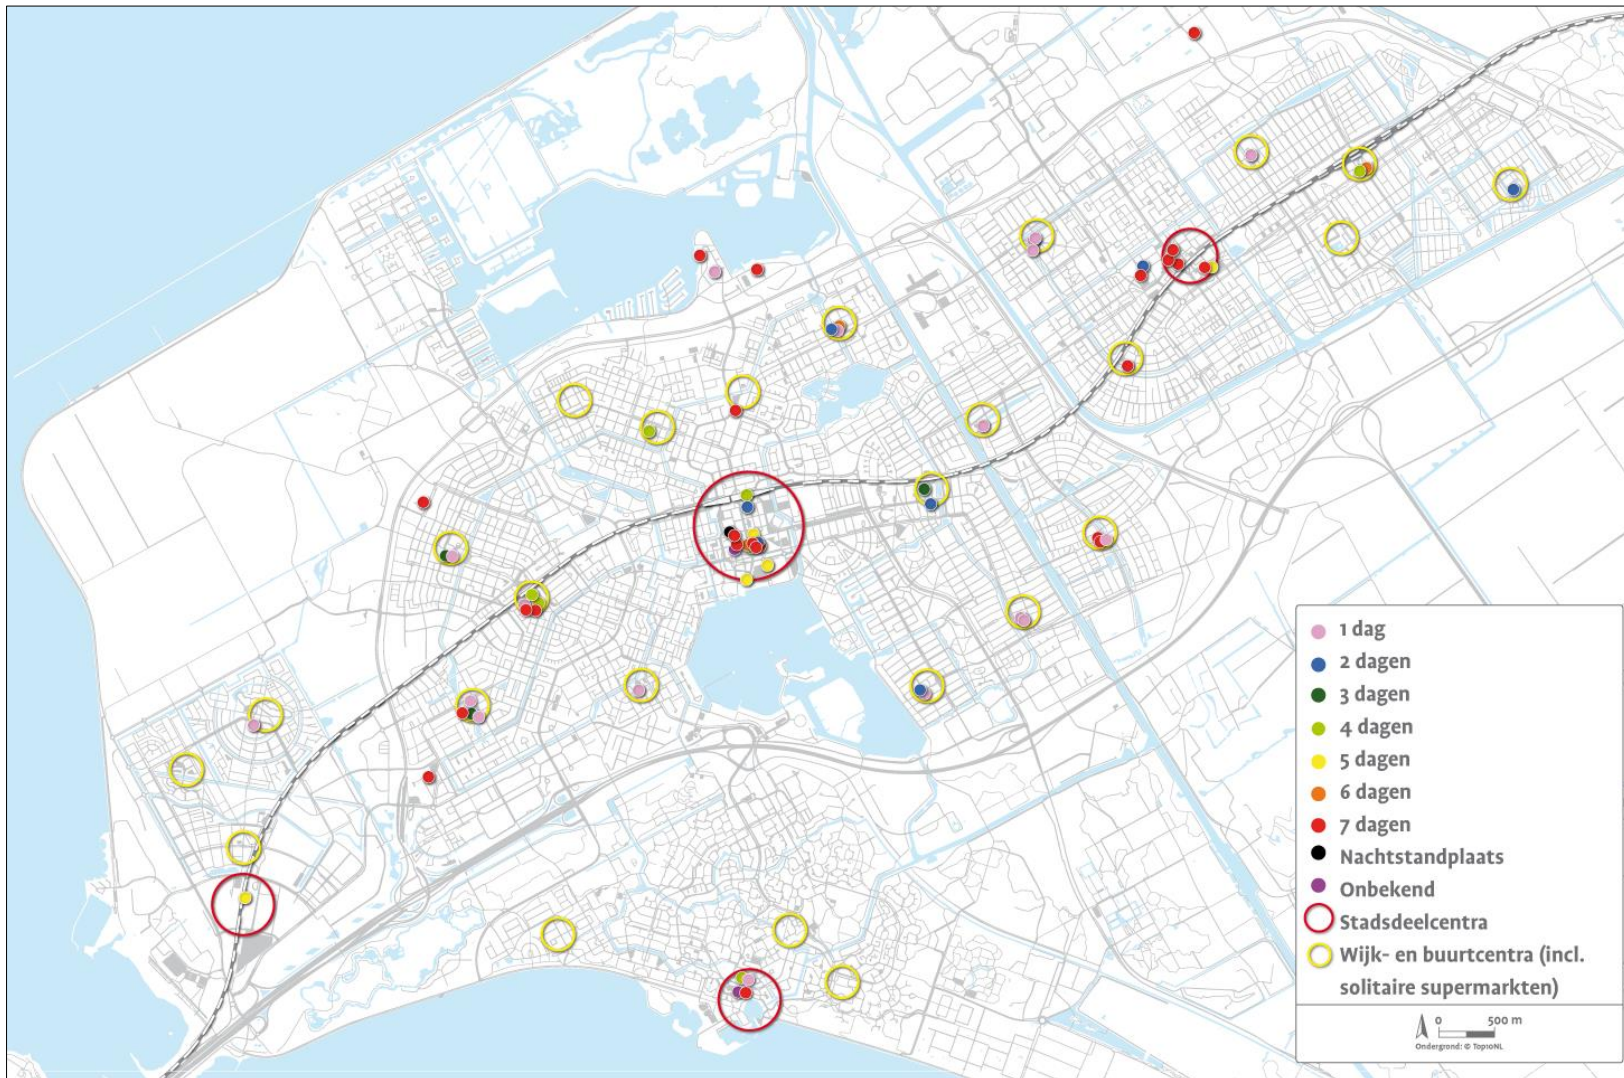 1 dag
2 dagen
3 dagen
4 dagen
5 dagen
6 dagen
7 dagen
Nachtstandplaats
Onbekend
Stadsdeelcentra
Wijk- en buurtcentra (incl.
solitaire supermarkten)
0 500 m
Ondergrond: © Top10NL